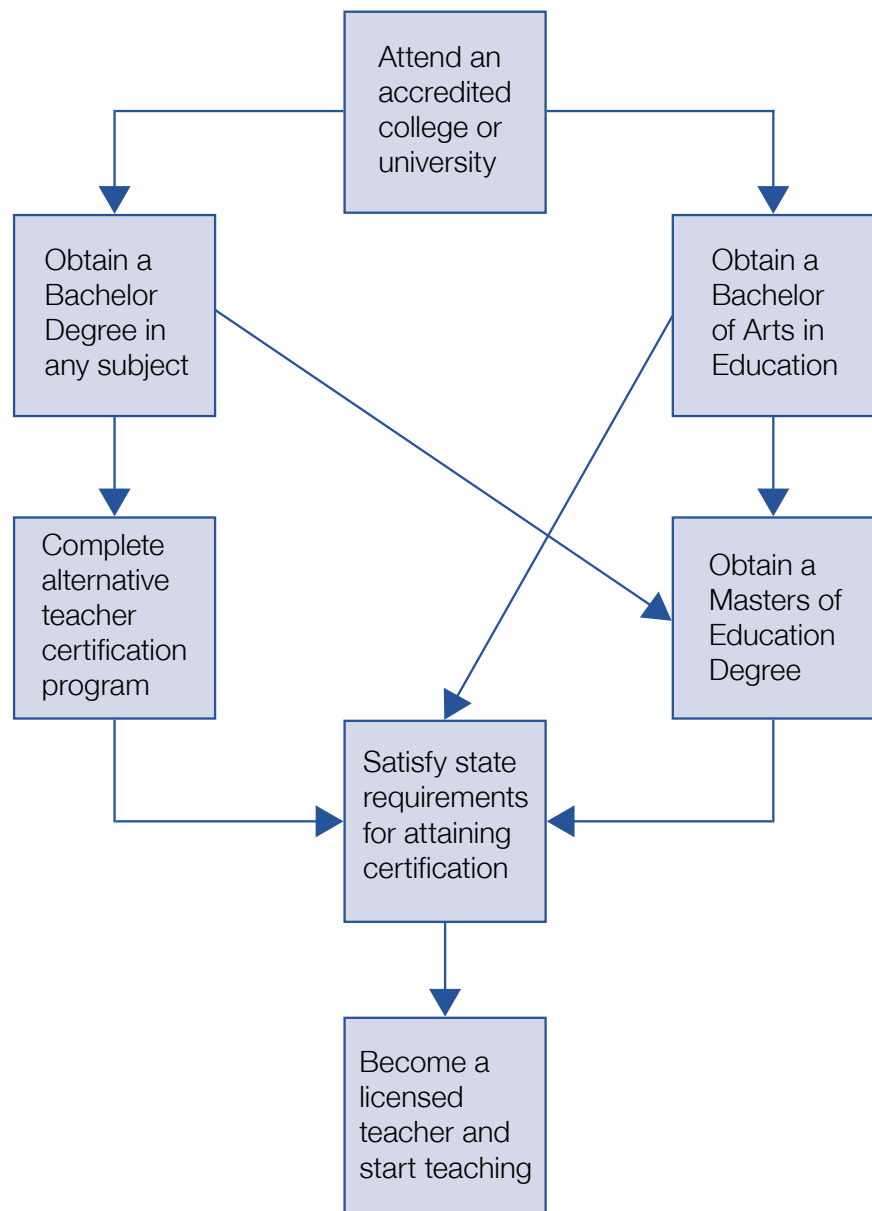 Attend an
accredited
college or
university
Obtain a
Bachelor
Degree in
any subject
Obtain a
Bachelor
of Arts in
Education
Complete
alternative
teacher
certification
program
Obtain a
Masters of
Education
Degree
Satisfy state
requirements
for attaining
certification
Become a
licensed
teacher and
start teaching